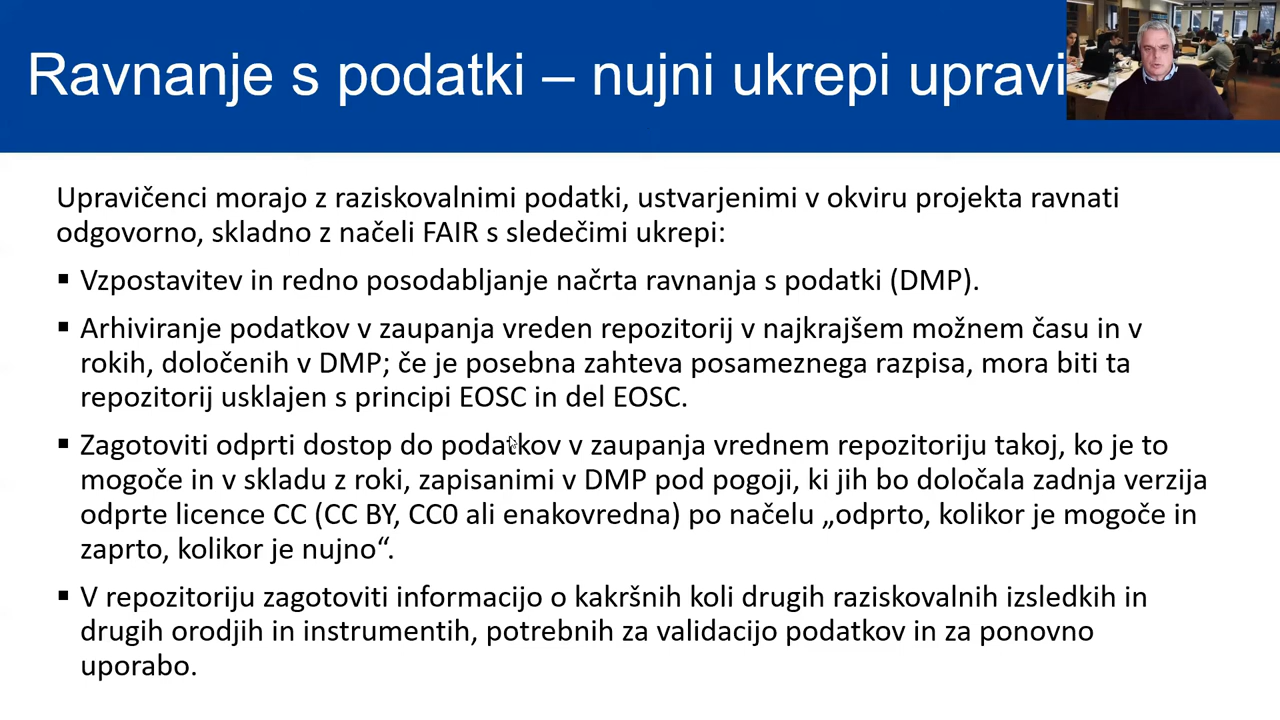 Ravnanje s podatki – nujni ukrepi upravi
Upravičenci morajo z raziskovalnimi podatki, ustvarjenimi v okviru projekta ravnati
odgovorno, skladno z načeli FAIR s sledečimi ukrepi:
▪ Vzpostavitev in redno posodabljanje načrta ravnanja s podatki (DMP).
▪ Arhiviranje podatkov v zaupanja vreden repozitorij v najkrajšem možnem času in v
rokih, določenih v DMP; če je posebna zahteva posameznega razpisa, mora biti ta
repozitorij usklajen s principi EOSC in del EOSC.
▪ Zagotoviti odprti dostop do podatkov v zaupanja vrednem repozitoriju takoj, ko je to
mogoče in v skladu z roki, zapisanimi v DMP pod pogoji, ki jih bo določala zadnja verzija
odprte licence CC (CC BY, CC0 ali enakovredna) po načelu „odprto, kolikor je mogoče in
zaprto, kolikor je nujno“.
▪ V repozitoriju zagotoviti informacijo o kakršnih koli drugih raziskovalnih izsledkih in
drugih orodjih in instrumentih, potrebnih za validacijo podatkov in za ponovno
uporabo.